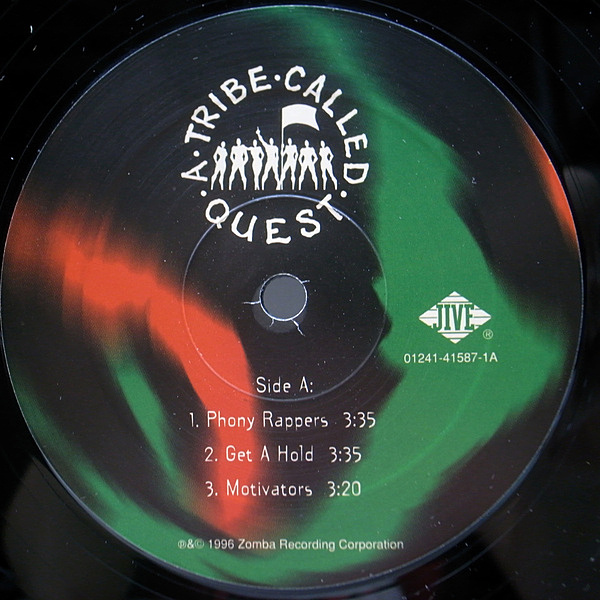 A·TRIBE·CALLED·
QUEST·
JIVE®
01241-41587-1A
Side A:
1. Phony Rappers 3:35
2. Get A Hold 3:35
3. Motivators 3:20
℗&© 1996 Zomba Recording Corporation